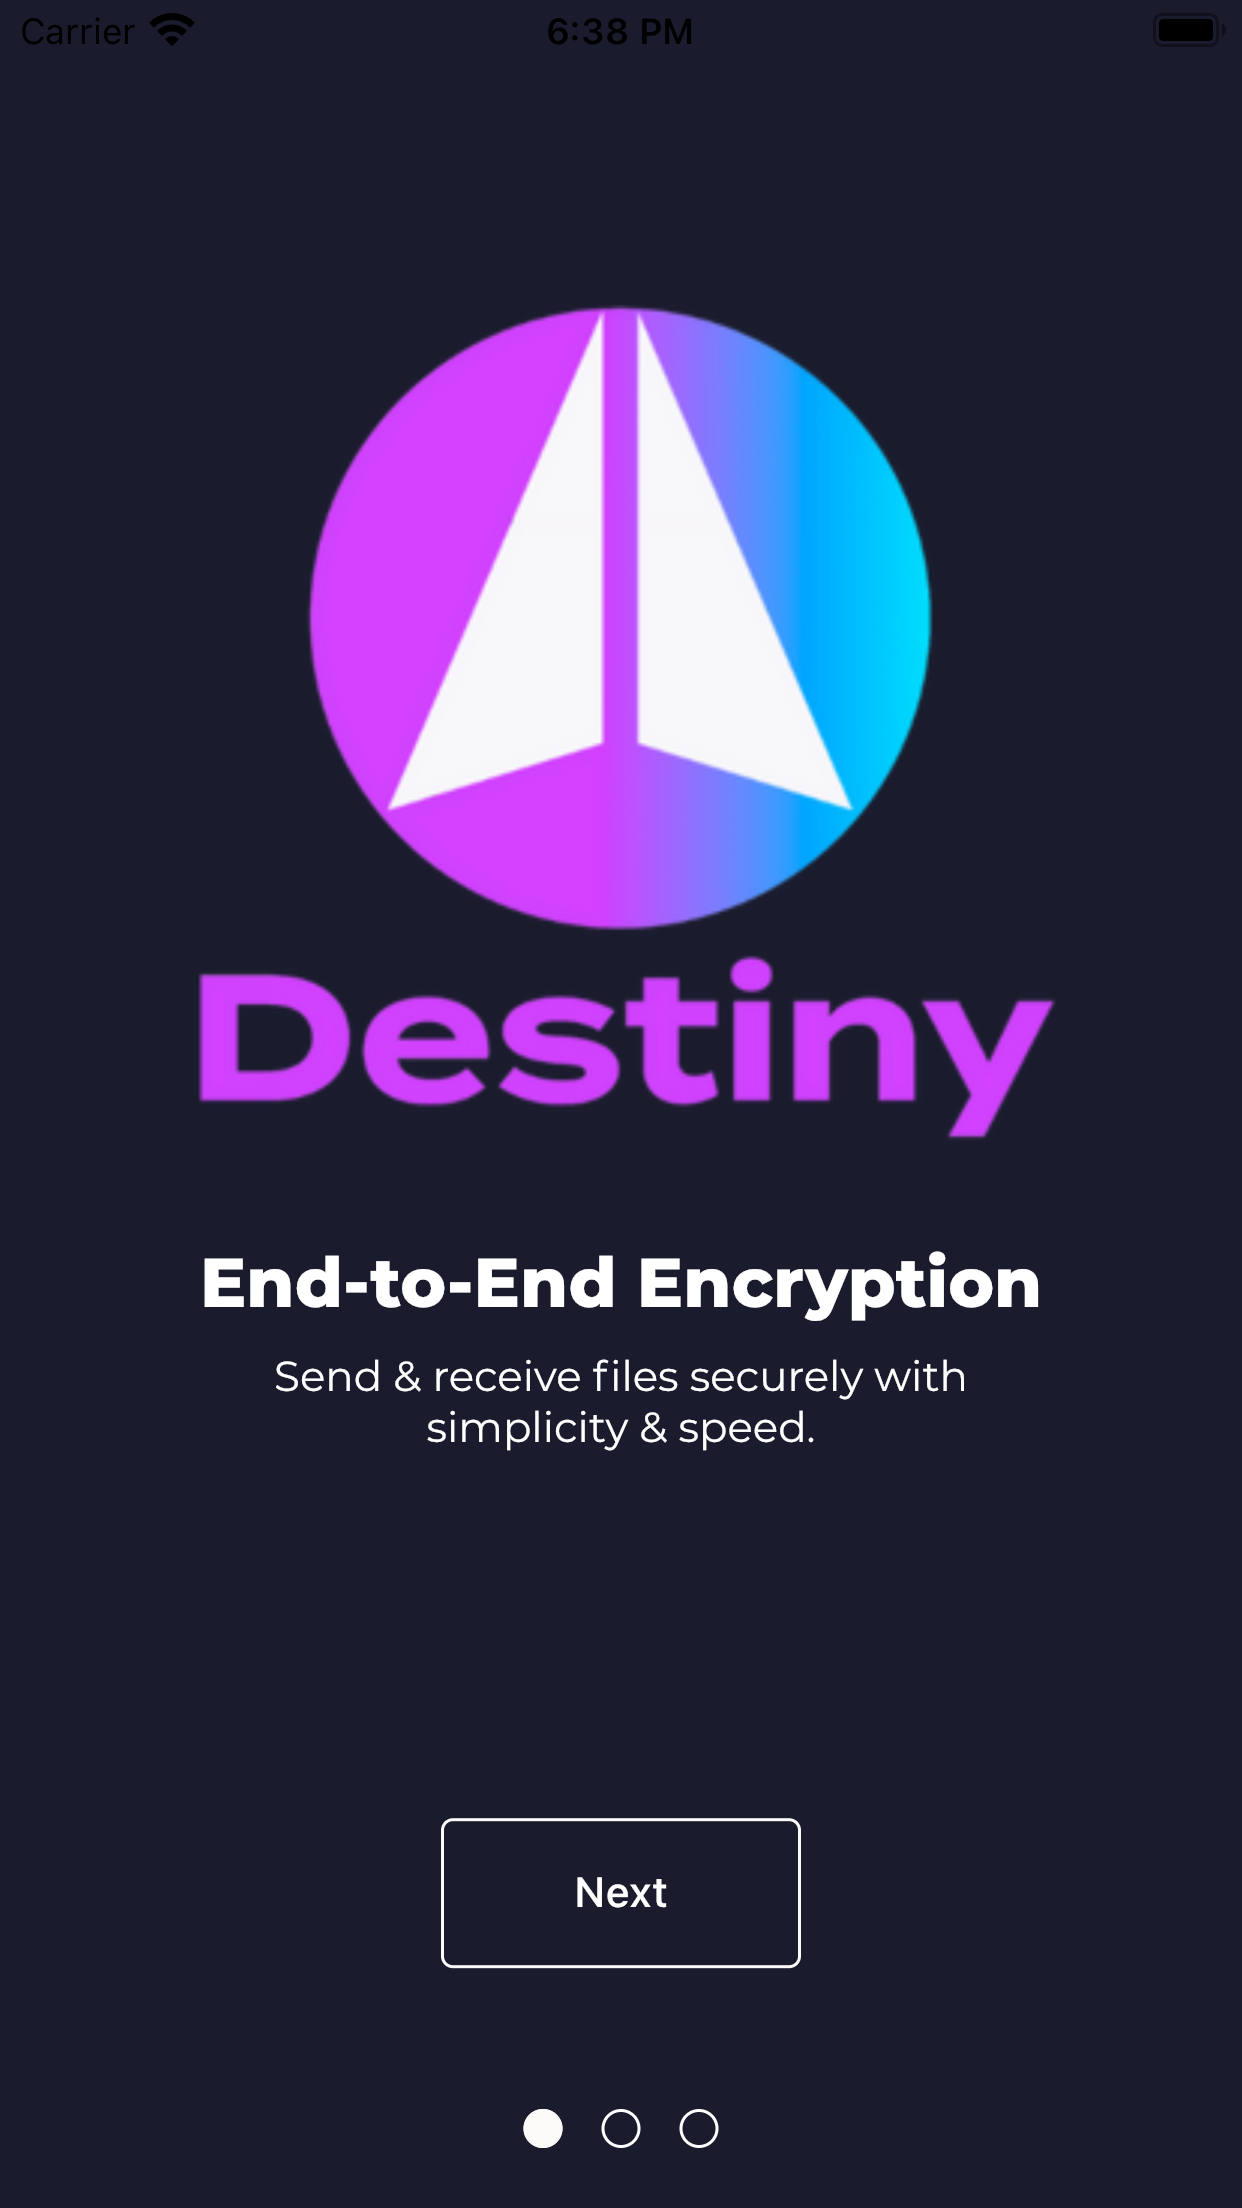 Carrier 6:38 PM
Destiny
End-to-End Encryption
Send & receive files securely with
simplicity & speed.
Next